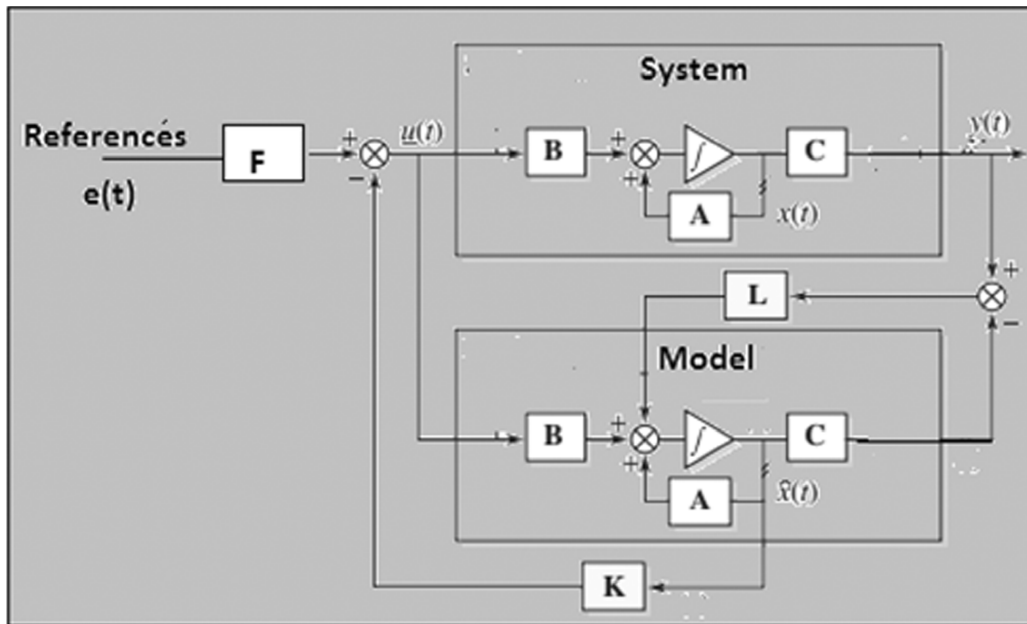 System
Referencés
F
+
−
u(t)
B
+
+
∫
C
y(t)
e(t)
A
x(t)
L
+
−
Model
B
+
+
∫
C
A
x̂(t)
K